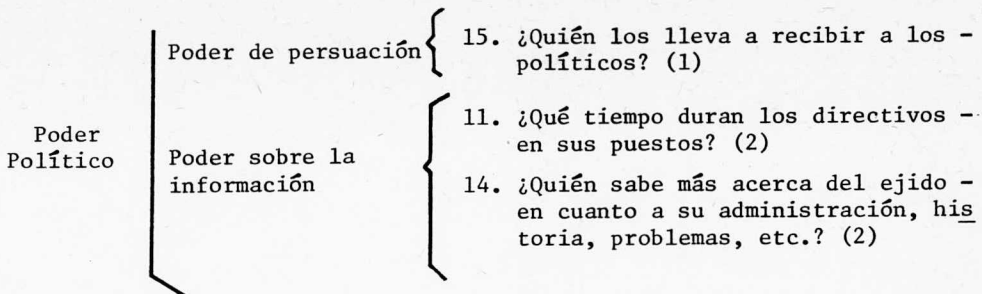 Poder
Político
Poder de persuación
15. ¿Quién los lleva a recibir a los -
políticos? (1)
Poder sobre la
información
11. ¿Qué tiempo duran los directivos -
en sus puestos? (2)
14. ¿Quién sabe más acerca del ejido -
en cuanto a su administración, his
toria, problemas, etc.? (2)